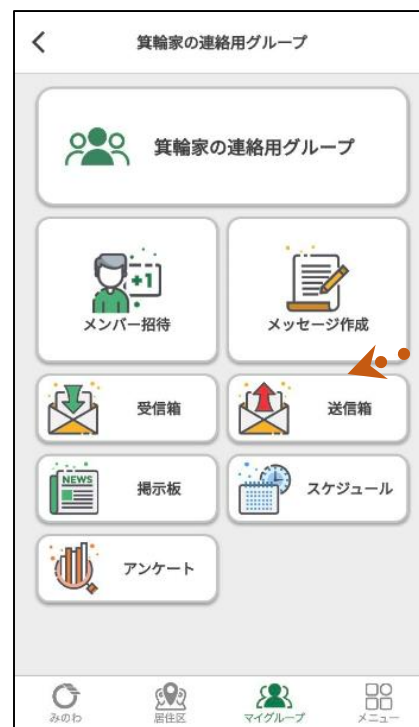 箕輪家の連絡用グループ
箕輪家の連絡用グループ
+1
メンバー招待
メッセージ作成
受信箱
送信箱
NEWS
掲示板
スケジュール
アンケート
みのわ
居住区
マイグループ
メニュー